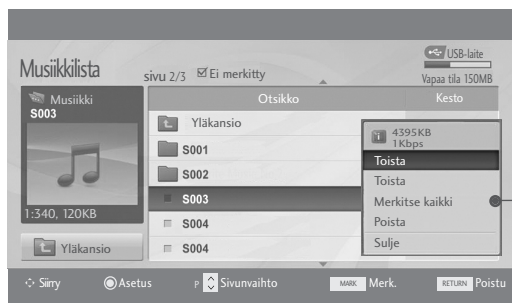 USB-laite
Musiikkilista
sivu 2/3 Ei merkitty
Vapaa tila 150MB
Musiikki
S003
1:340, 120KB
Yläkansio
Otsikko Kesto
Yläkansio
S001
S002
S003
S004
S004
4395KB
1Kbps
Toista
Toista
Merkitse kaikki
Poista
Sulje
Siirry Asetus P Sivunvaihto MARK Merk. RETURN Poistu